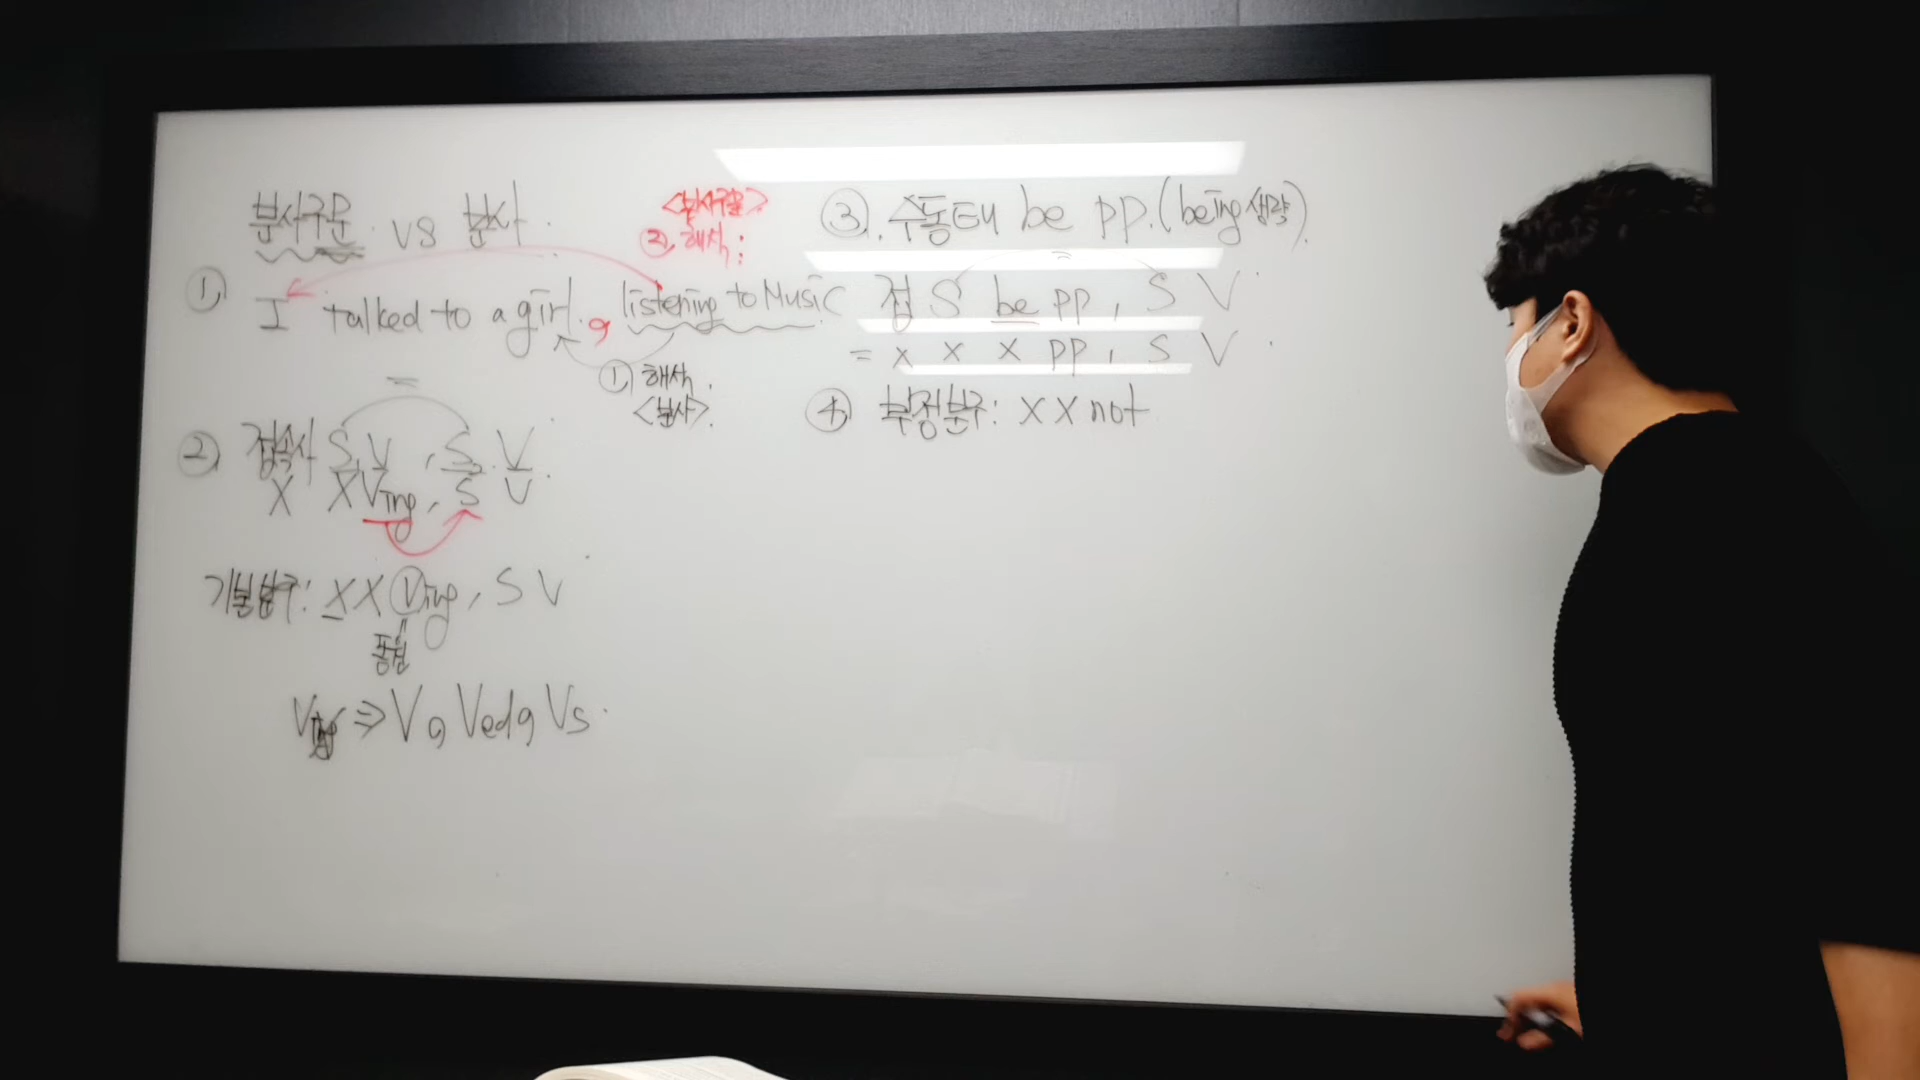 분사구문 vs 분사.
① I talked to a girl, listening to Music
① 해석.
<분사>.
<분사구문>
② 해석:
② 접속사 S V, S V.
X X Ving, S V
기본분구: X X Ving, S V
Ving ⇒ V, Ved, Vs.
③. 수동태 be pp. (being 생략).
접 S be pp, S V.
= x x x pp, S V.
④ 부정분구: X X not